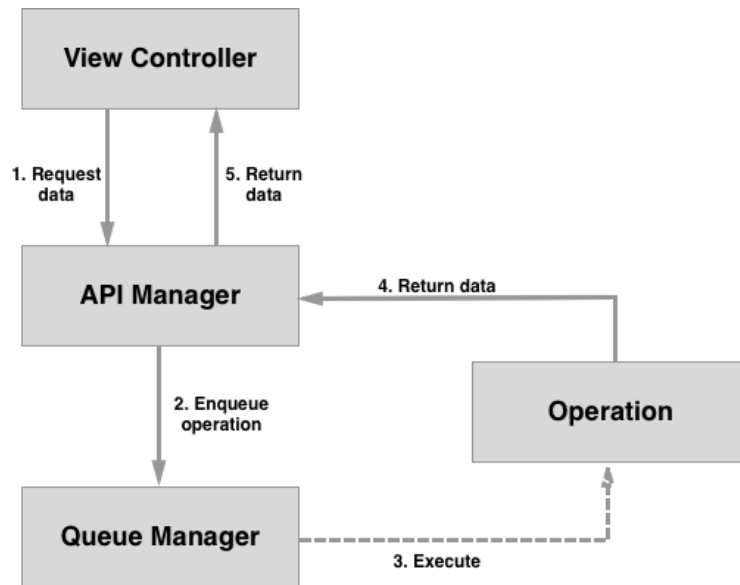 View Controller
1. Request
data
5. Return
data
API Manager
4. Return data
2. Enqueue
operation
Operation
Queue Manager
3. Execute